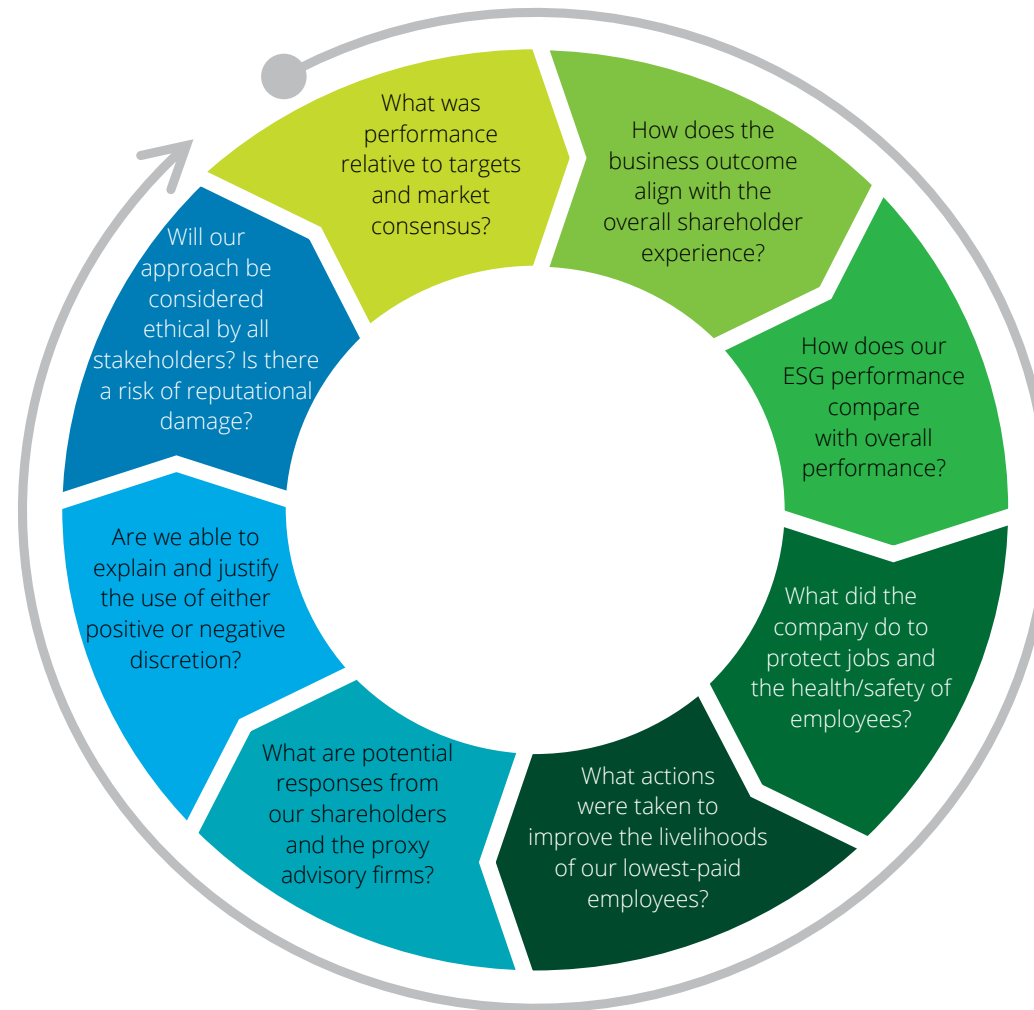 What was
performance
relative to targets
and market
consensus?
How does the
business outcome
align with the
overall shareholder
experience?
How does our
ESG performance
compare
with overall
performance?
What did the
company do to
protect jobs and
the health/safety of
employees?
What actions
were taken to
improve the livelihoods
of our lowest-paid
employees?
What are potential
responses from
our shareholders
and the proxy
advisory firms?
Are we able to
explain and justify
the use of either
positive or negative
discretion?
Will our
approach be
considered
ethical by all
stakeholders? Is there
a risk of reputational
damage?